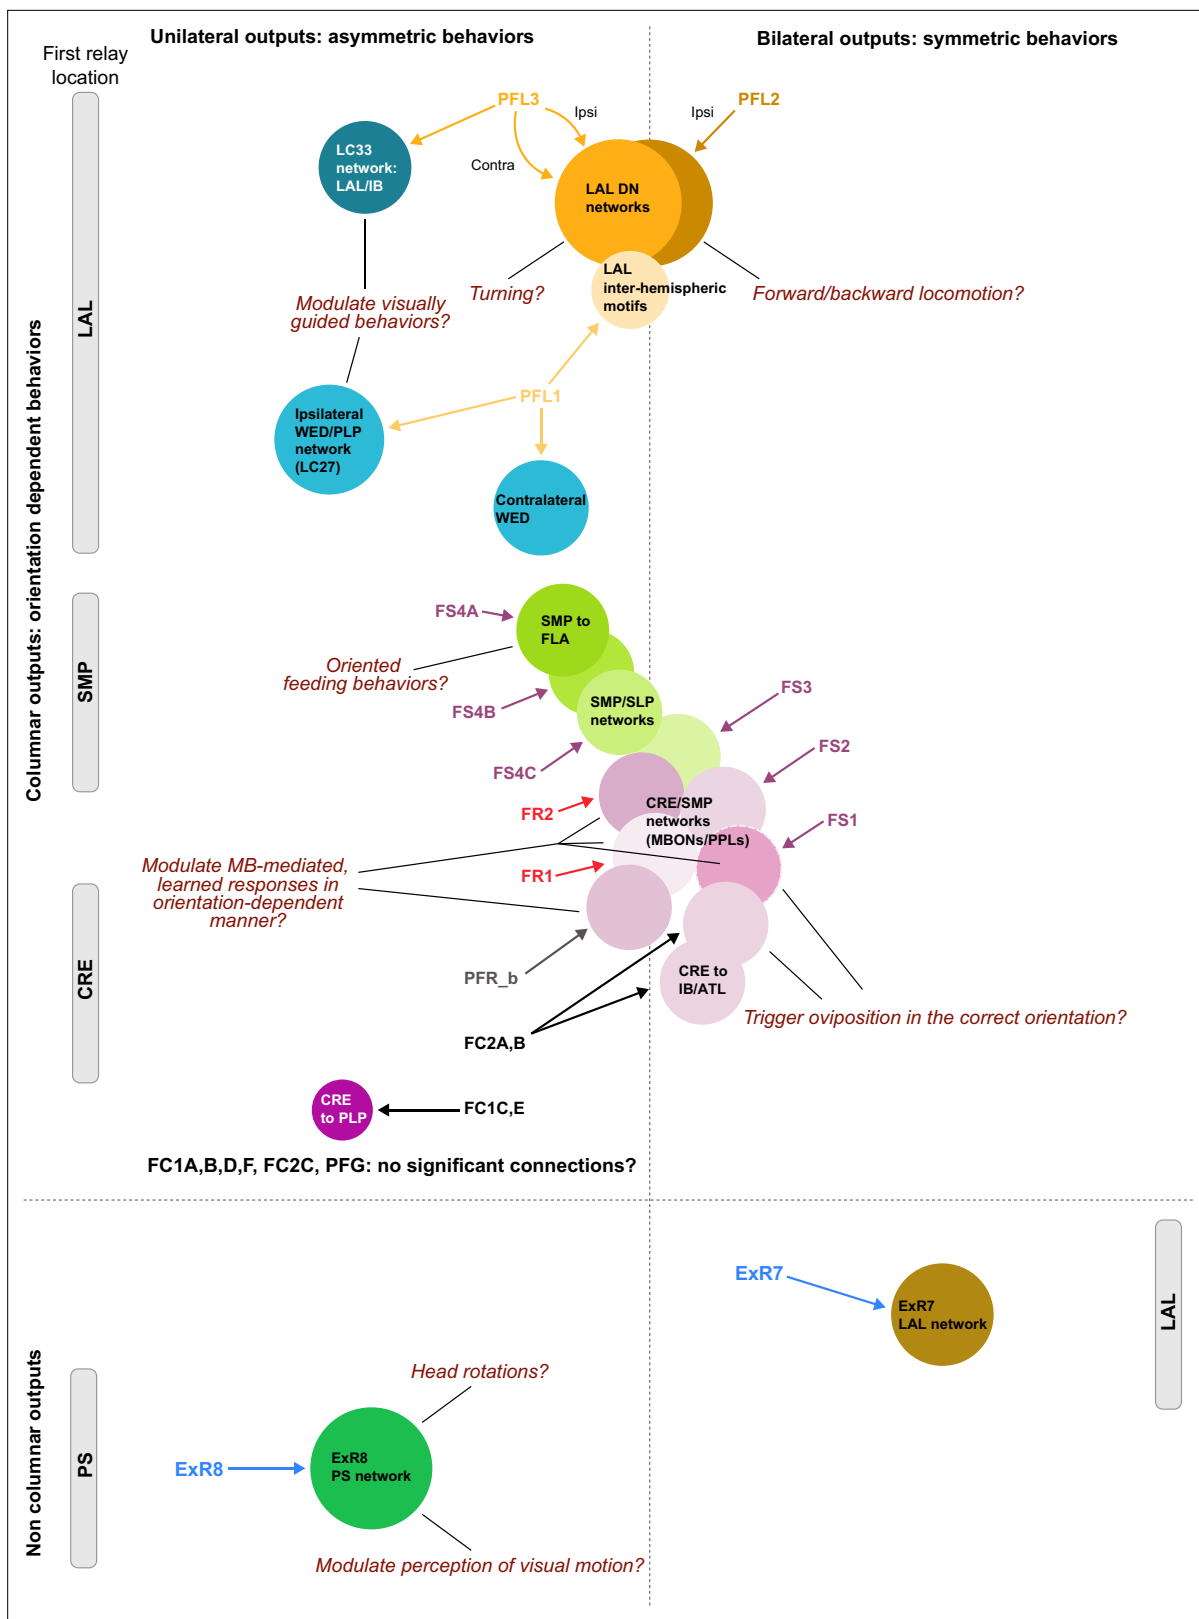 Unilateral outputs: asymmetric behaviors
Bilateral outputs: symmetric behaviors
First relay
location
Columnar outputs: orientation dependent behaviors
LAL
PFL3
Ipsi
Contra
Ipsi
PFL2
LC33
network:
LAL/IB
LAL DN
networks
LAL
inter-hemispheric
motifs
Modulate visually
guided behaviors?
Turning?
Forward/backward locomotion?
PFL1
Ipsilateral
WED/PLP
network
(LC27)
Contralateral
WED
SMP
FS4A
SMP to
FLA
Oriented
feeding behaviors?
FS4B
SMP/SLP
networks
FS3
FS4C
FS2
FR2
CRE/SMP
networks
(MBONs/PPLs)
FS1
Modulate MB-mediated,
learned responses in
orientation-dependent
manner?
FR1
CRE
PFR_b
CRE to
IB/ATL
Trigger oviposition in the correct orientation?
FC2A,B
CRE
to PLP
FC1C,E
FC1A,B,D,F, FC2C, PFG: no significant connections?
Non columnar outputs
LAL
ExR7
ExR7
LAL network
PS
Head rotations?
ExR8
ExR8
PS network
Modulate perception of visual motion?